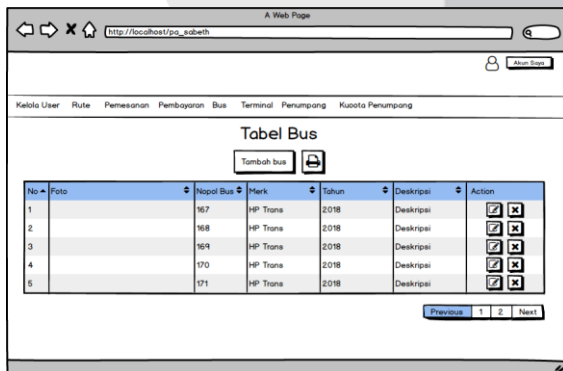 A Web Page
http://localhost/pa_sabeth
Akun Saya
Kelola User Rute Pemesanan Pembayaran Bus Terminal Penumpang Kuoota Penumpang
Tabel Bus
Tambah bus
No Foto Nopol Bus Merk Tahun Deskripsi Action
1 167 HP Trans 2018 Deskripsi
2 168 HP Trans 2018 Deskripsi
3 169 HP Trans 2018 Deskripsi
4 170 HP Trans 2018 Deskripsi
5 171 HP Trans 2018 Deskripsi
Previous 1 2 Next